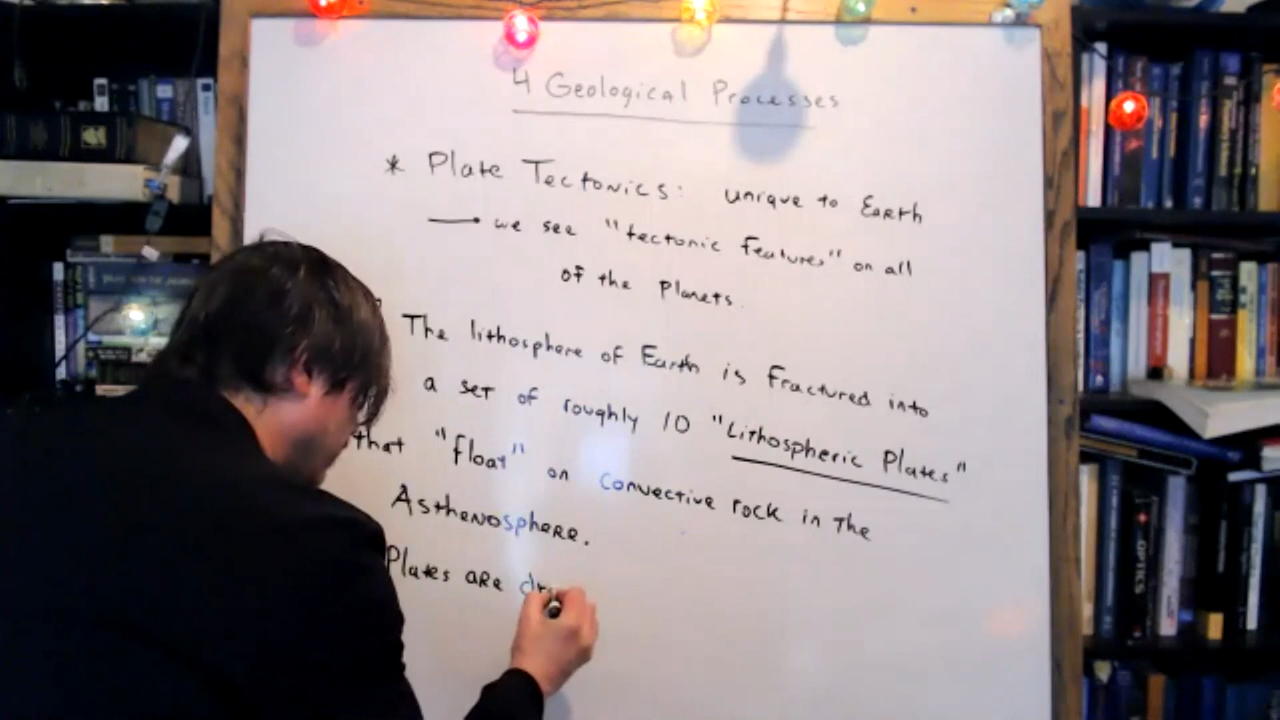 4 Geological Processes
* Plate Tectonics: unique to Earth
we see "tectonic features" on all
of the Planets.
The lithosphere of Earth is Fractured into
a set of roughly 10 "Lithospheric Plates"
that "float" on convective rock in the
Asthenosphere.
Plates are dr
OPTICS